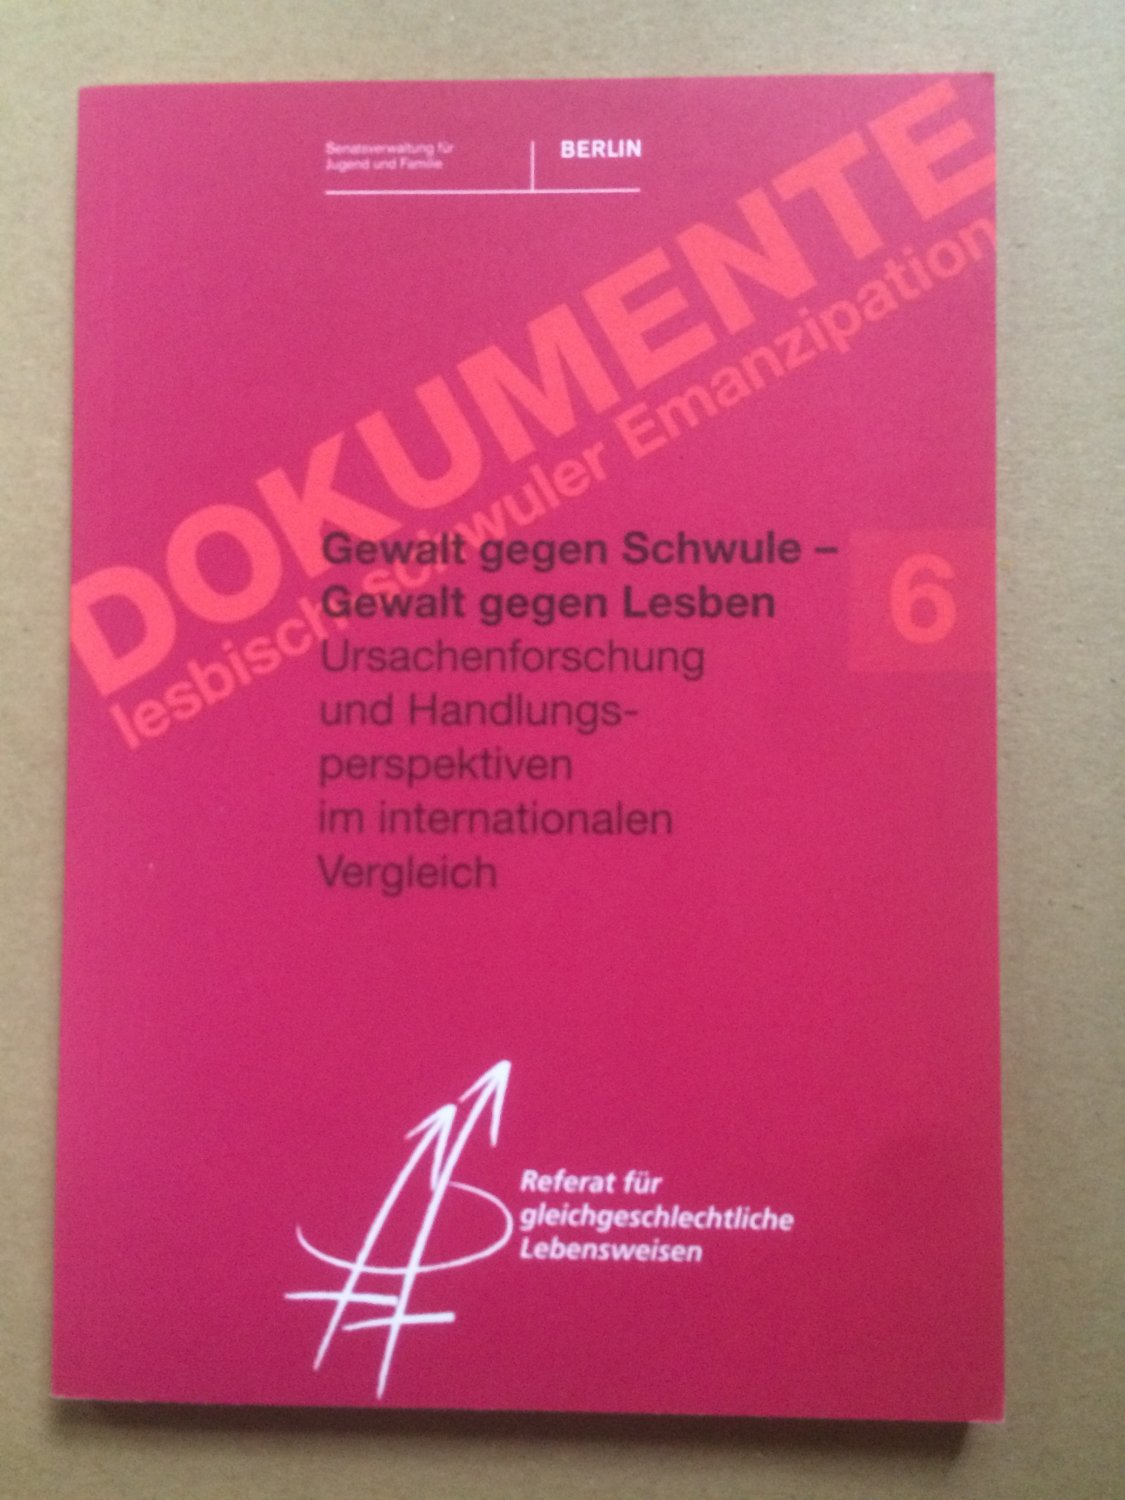 Senatsverwaltung für
Jugend und Familie
BERLIN
DOKUMENTE
lesbisch-schwuler Emanzipation
Gewalt gegen Schwule –
Gewalt gegen Lesben
Ursachenforschung
und Handlungs-
perspektiven
im internationalen
Vergleich
6
Referat für
gleichgeschlechtliche
Lebensweisen